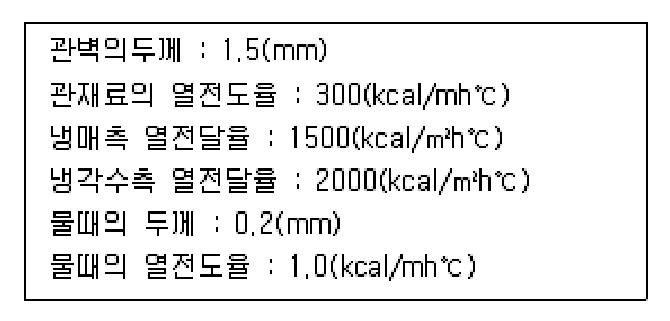 관벽의두께 : 1.5(mm)
관재료의 열전도율 : 300(kcal/mh℃)
냉매측 열전달율 : 1500(kcal/m²h℃)
냉각수측 열전달율 : 2000(kcal/m²h℃)
물때의 두께 : 0.2(mm)
물때의 열전도율 : 1.0(kcal/mh℃)